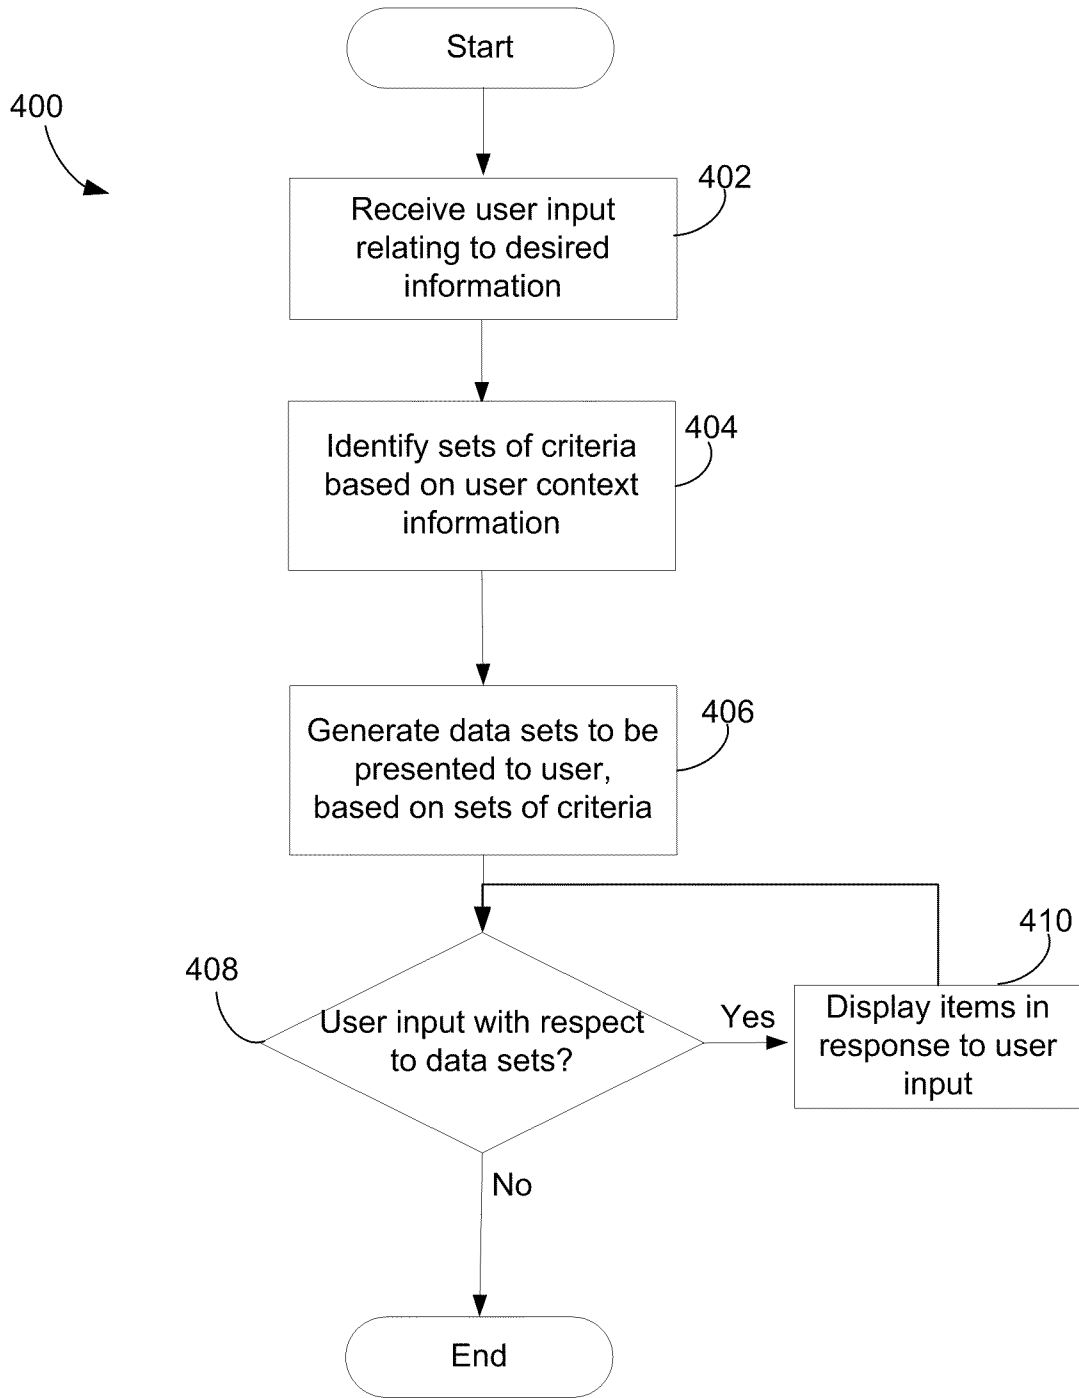 Start
400
402
Receive user input
relating to desired
information
404
Identify sets of criteria
based on user context
information
406
Generate data sets to be
presented to user,
based on sets of criteria
408
User input with respect
to data sets?
Yes
410
Display items in
response to user
input
No
End